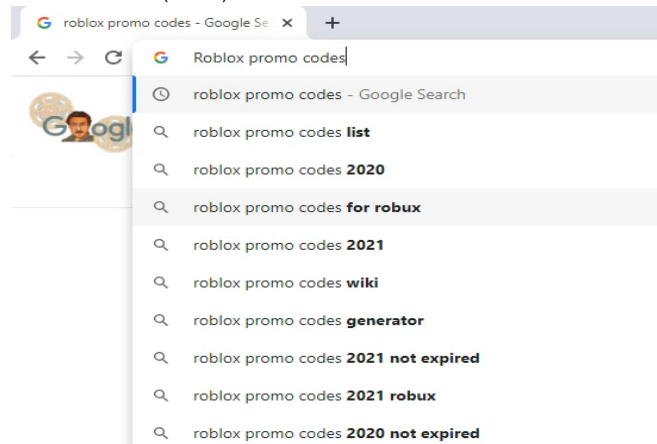 roblox promo codes - Google Se
Roblox promo codes
roblox promo codes - Google Search
Googl
roblox promo codes list
roblox promo codes 2020
roblox promo codes for robux
roblox promo codes 2021
roblox promo codes wiki
roblox promo codes generator
roblox promo codes 2021 not expired
roblox promo codes 2021 robux
roblox promo codes 2020 not expired